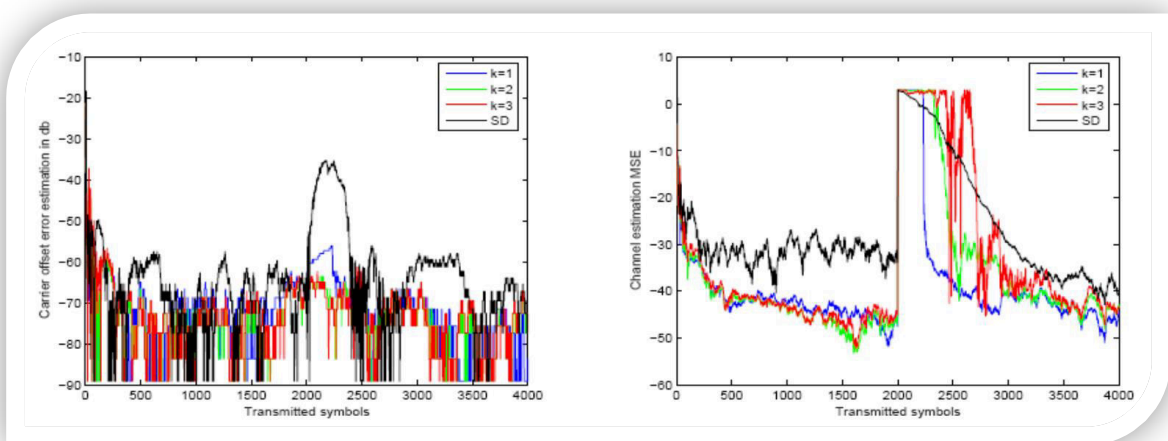 −10
−20
−30
−40
−50
−60
−70
−80
−90
0 500 1000 1500 2000 2500 3000 3500 4000
Carrier offset error estimation in db
Transmitted symbols
k=1
k=2
k=3
SD
10
0
−10
−20
−30
−40
−50
−60
0 500 1000 1500 2000 2500 3000 3500 4000
Channel estimation MSE
Transmitted symbols
k=1
k=2
k=3
SD